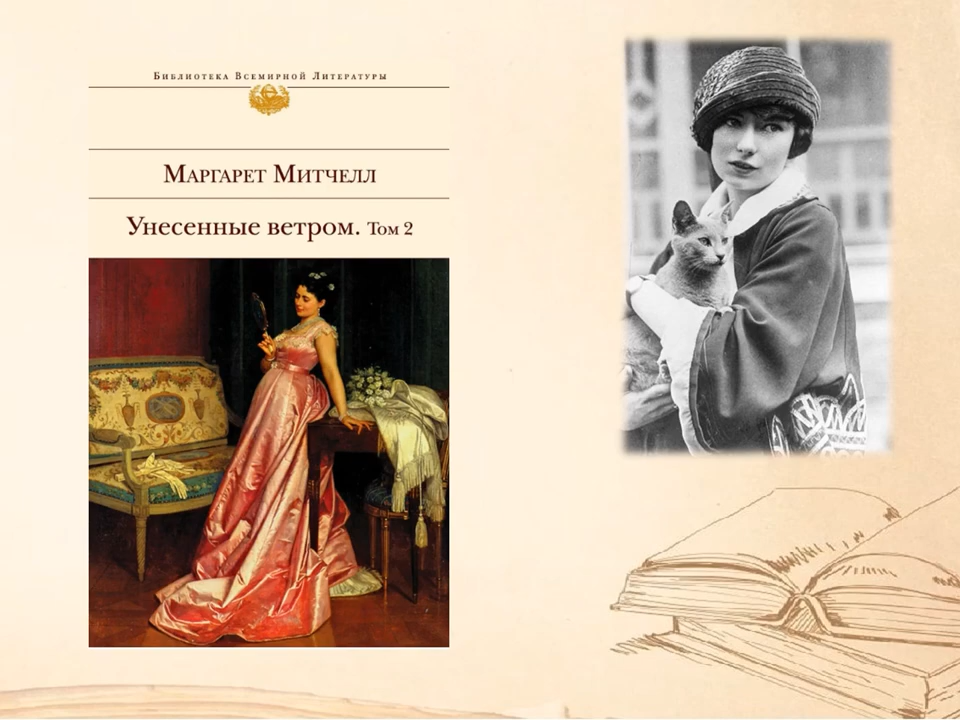 Библиотека Всемирной Литературы
Маргарет Митчелл
Унесенные ветром. Том 2